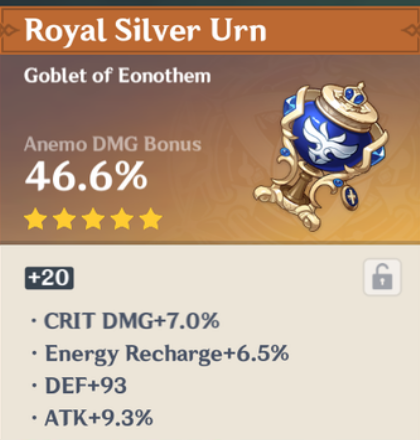 Royal Silver Urn
Goblet of Eonothem
Anemo DMG Bonus
46.6%
+20
· CRIT DMG+7.0%
· Energy Recharge+6.5%
· DEF+93
· ATK+9.3%